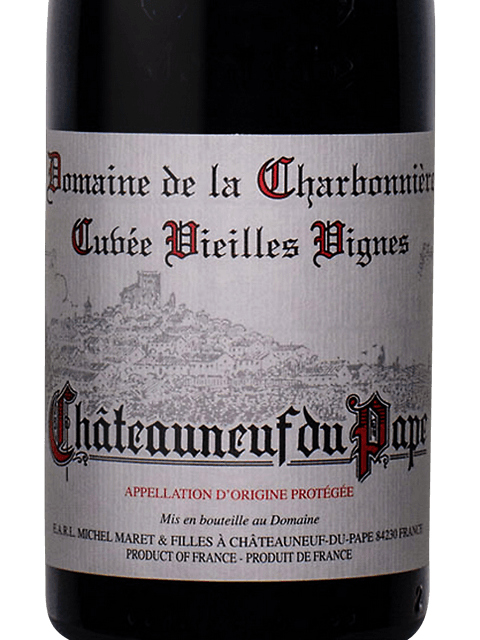 Domaine de la Charbonnière
Cuvée Vieilles Vignes
Châteauneuf du Pape
APPELLATION D'ORIGINE PROTÉGÉE
Mis en bouteille au Domaine
E.A.R.L. MICHEL MARET & FILLES À CHÂTEAUNEUF-DU-PAPE 84230 FRANCE
PRODUCT OF FRANCE - PRODUIT DE FRANCE